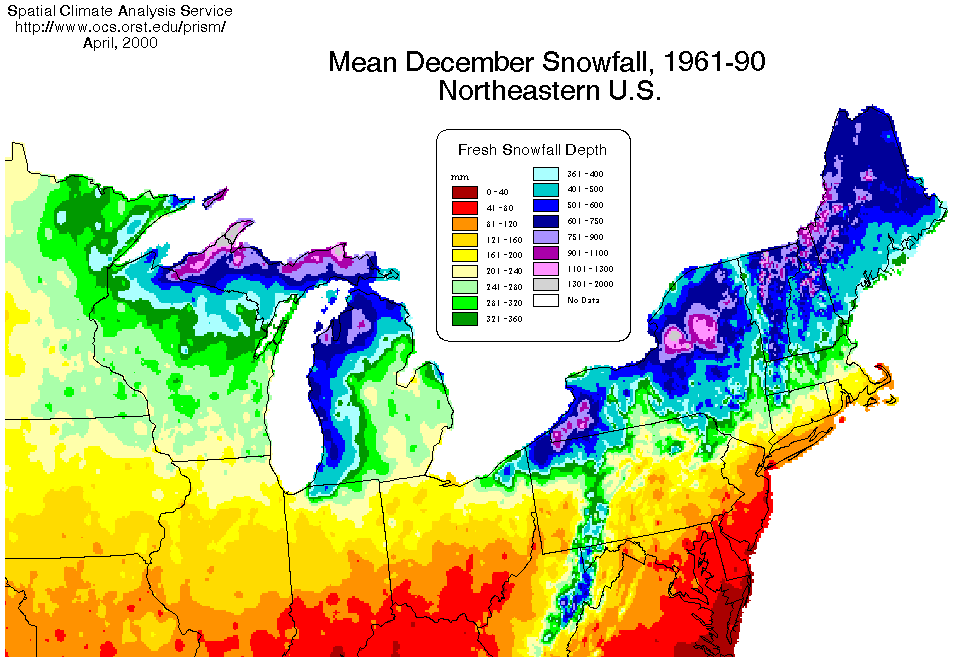 Spatial Climate Analysis Service
http://www.ocs.orst.edu/prism/
April, 2000
Mean December Snowfall, 1961-90
Northeastern U.S.
Fresh Snowfall Depth
mm
0-40
41-80
81-120
121-160
161-200
201-240
241-280
281-320
321-360
361-400
401-500
501-600
601-750
751-900
901-1100
1101-1300
1301-2000
No Data